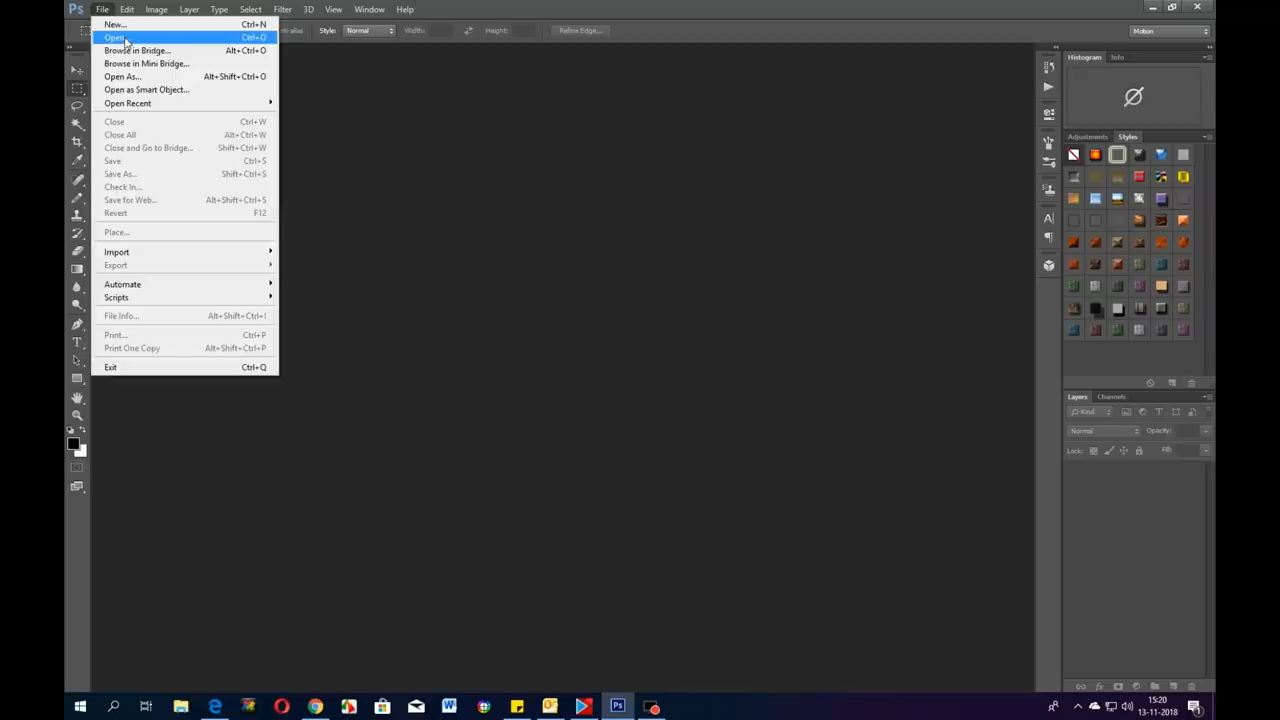 Ps File Edit Image Layer Type Select Filter 3D View Window Help
Style: Normal Width: Height: Refine Edge... Motion
New... Ctrl+N
Open... Ctrl+O
Browse in Bridge... Alt+Ctrl+O
Browse in Mini Bridge...
Open As... Alt+Shift+Ctrl+O
Open as Smart Object...
Open Recent
Close Ctrl+W
Close All Alt+Ctrl+W
Close and Go to Bridge... Shift+Ctrl+W
Save Ctrl+S
Save As... Shift+Ctrl+S
Check In...
Save for Web... Alt+Shift+Ctrl+S
Revert F12
Place...
Import
Export
Automate
Scripts
File Info... Alt+Shift+Ctrl+I
Print... Ctrl+P
Print One Copy Alt+Shift+Ctrl+P
Exit Ctrl+Q
Histogram Info
Adjustments Styles
Layers Channels
Kind
Normal Opacity:
Lock: Fill:
15:20
13-11-2018